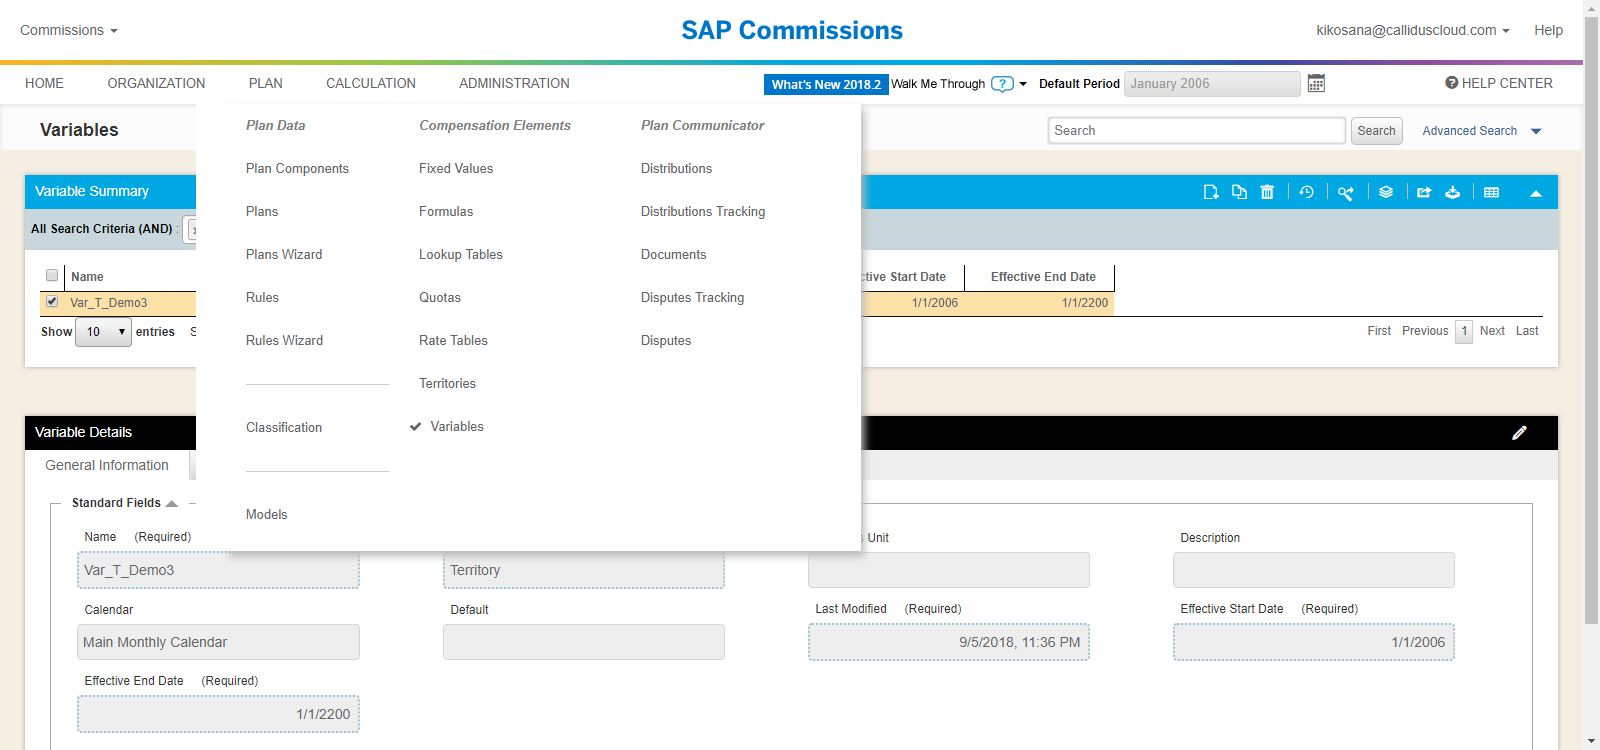 Commissions
SAP Commissions
kikosana@calliduscloud.com
Help
HOME ORGANIZATION PLAN CALCULATION ADMINISTRATION
What's New 2018.2 Walk Me Through ? Default Period January 2006
HELP CENTER
Variables
Search Search Advanced Search
Plan Data
Plan Components
Plans
Plans Wizard
Rules
Rules Wizard
Classification
Models
Compensation Elements
Fixed Values
Formulas
Lookup Tables
Quotas
Rate Tables
Territories
Variables
Plan Communicator
Distributions
Distributions Tracking
Documents
Disputes Tracking
Disputes
Variable Summary
All Search Criteria (AND) :
Name
Start Date Effective End Date
Var_T_Demo3 1/1/2006 1/1/2200
Show 10 entries
First Previous 1 Next Last
Variable Details
General Information
Standard Fields
Name (Required)
Unit
Description
Var_T_Demo3
Territory
Calendar
Default
Last Modified (Required)
Effective Start Date (Required)
Main Monthly Calendar
9/5/2018, 11:36 PM
1/1/2006
Effective End Date (Required)
1/1/2200